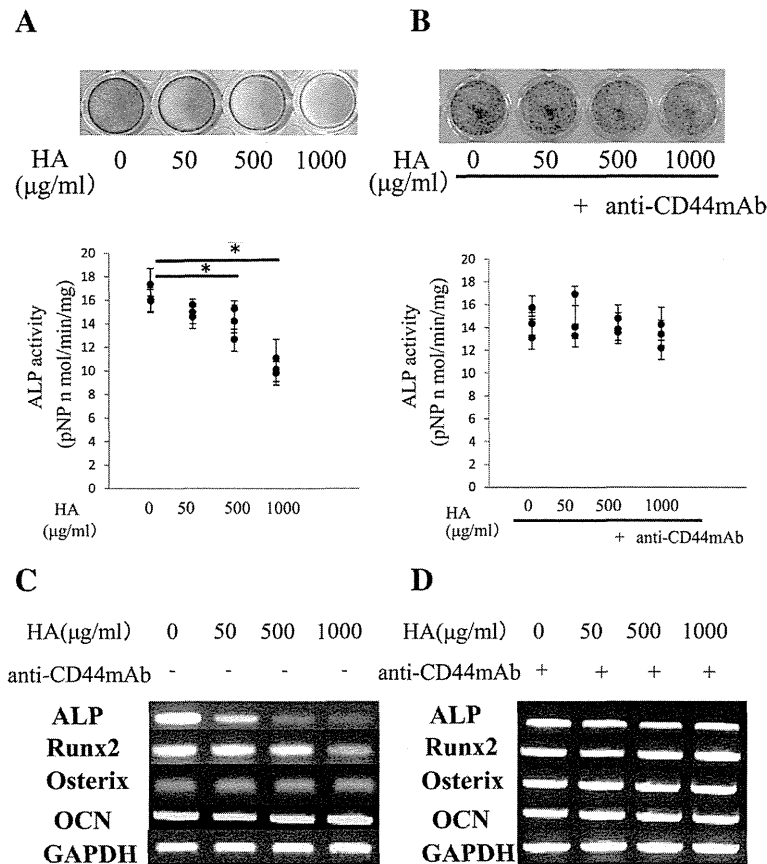 A
HA 0 50 500 1000
(μg/ml)
20
18
16
14
12
10
8
6
4
2
0
ALP activity
(pNP n mol/min/mg)
*
*
HA 0 50 500 1000
(μg/ml)
B
HA 0 50 500 1000
(μg/ml)
+ anti-CD44mAb
20
18
16
14
12
10
8
6
4
2
0
ALP activity
(pNP n mol/min/mg)
HA 0 50 500 1000
(μg/ml)
+ anti-CD44mAb
C
HA(μg/ml) 0 50 500 1000
anti-CD44mAb - - - -
ALP
Runx2
Osterix
OCN
GAPDH
D
HA(μg/ml) 0 50 500 1000
anti-CD44mAb + + + +
ALP
Runx2
Osterix
OCN
GAPDH